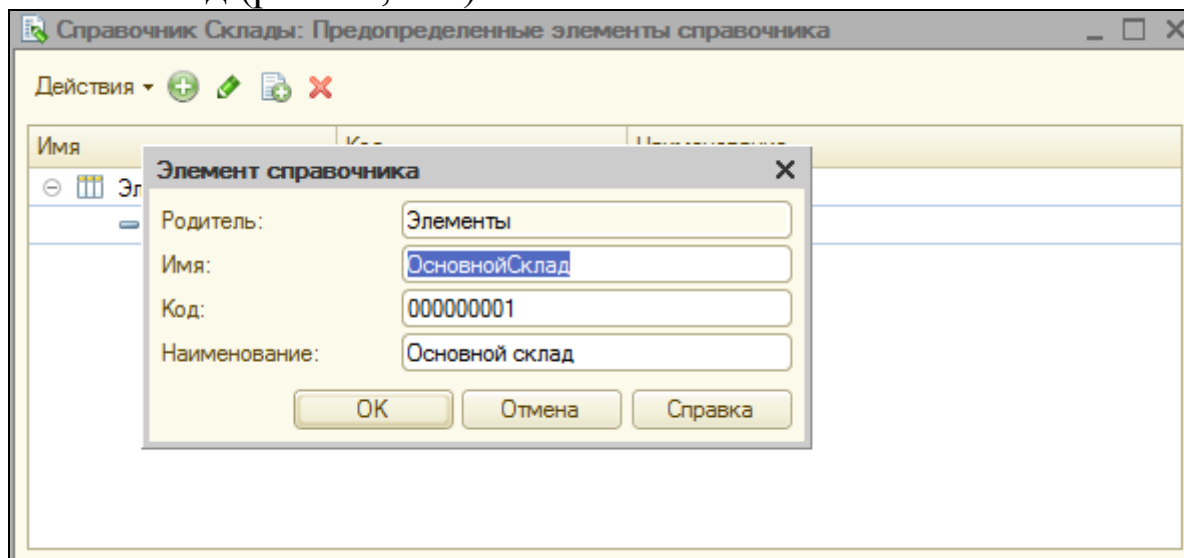 Справочник Склады: Предопределенные элементы справочника
Действия
Имя
Элемент справочника
Родитель: Элементы
Имя: ОсновнойСклад
Код: 000000001
Наименование: Основной склад
ОК Отмена Справка